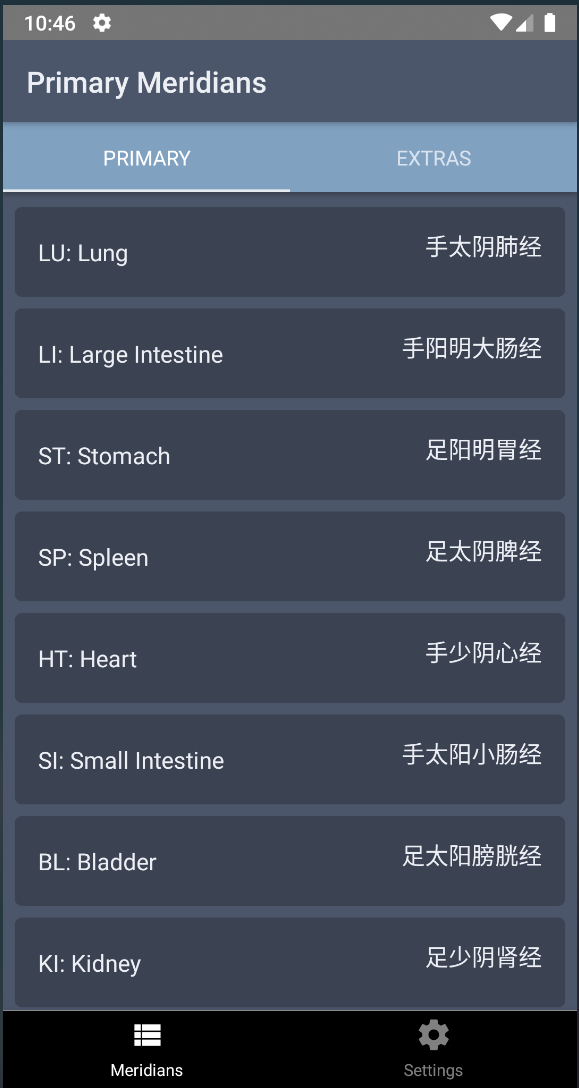 10:46
Primary Meridians
PRIMARY EXTRAS
LU: Lung 手太阴肺经
LI: Large Intestine 手阳明大肠经
ST: Stomach 足阳明胃经
SP: Spleen 足太阴脾经
HT: Heart 手少阴心经
SI: Small Intestine 手太阳小肠经
BL: Bladder 足太阳膀胱经
KI: Kidney 足少阴肾经
Meridians Settings